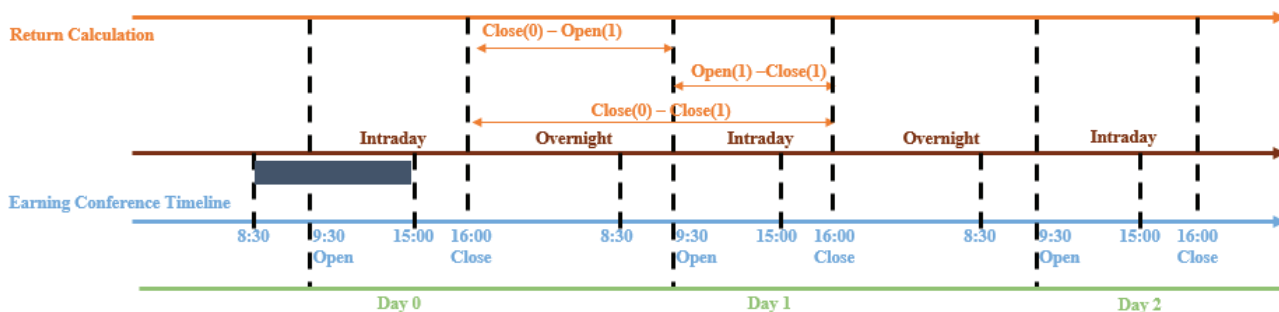 Return Calculation
Close(0) – Open(1)
Open(1) –Close(1)
Close(0) – Close(1)
Intraday
Overnight
Intraday
Overnight
Intraday
Earning Conference Timeline
8:30
9:30
15:00
16:00
8:30
9:30
15:00
16:00
8:30
9:30
15:00
16:00
Open
Close
Open
Close
Open
Close
Day 0
Day 1
Day 2